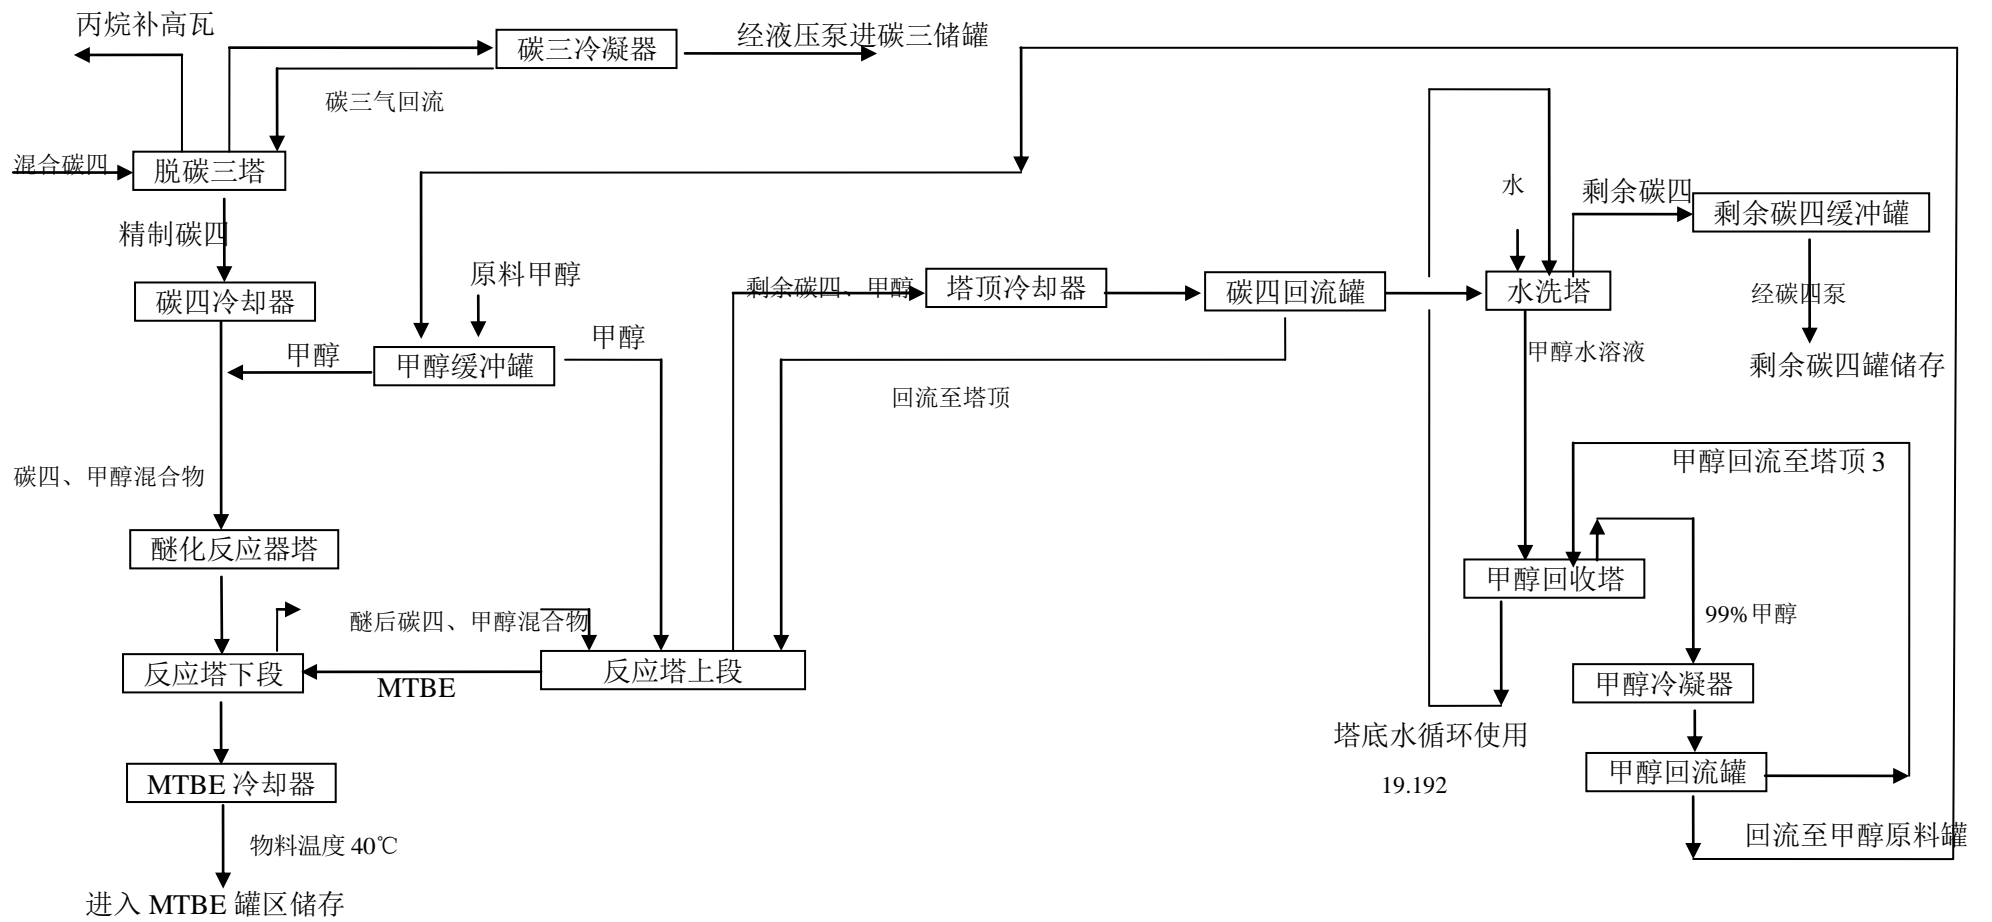 丙烷补高瓦
碳三冷凝器
经液压泵进碳三储罐
碳三气回流
混合碳四
脱碳三塔
水
剩余碳四
剩余碳四缓冲罐
精制碳四
原料甲醇
碳四冷却器
剩余碳四、甲醇
塔顶冷却器
碳四回流罐
水洗塔
经碳四泵
甲醇
甲醇缓冲罐
甲醇
甲醇水溶液
剩余碳四罐储存
回流至塔顶
甲醇回流至塔顶 3
碳四、甲醇混合物
醚化反应器塔
甲醇回收塔
99%甲醇
醚后碳四、甲醇混合物
反应塔下段
MTBE
反应塔上段
甲醇冷凝器
塔底水循环使用
19.192
MTBE 冷却器
甲醇回流罐
物料温度 40℃
回流至甲醇原料罐
进入 MTBE 罐区储存